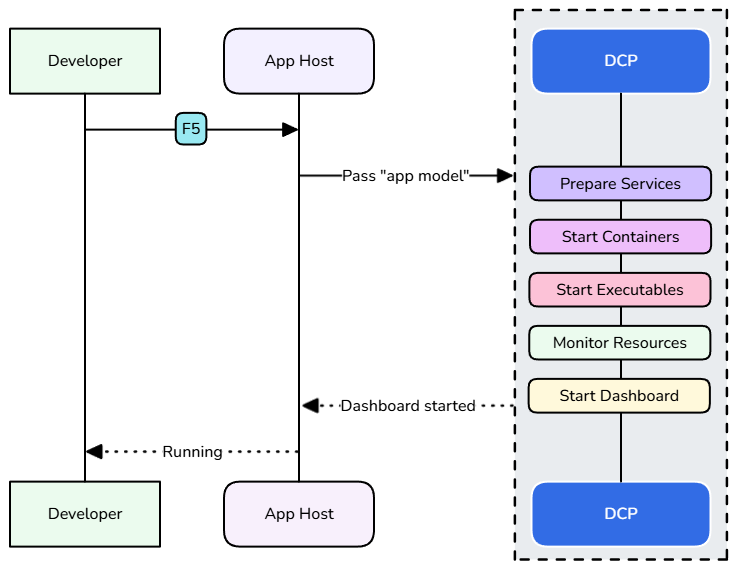 Developer
App Host
DCP
F5
Pass "app model"
Prepare Services
Start Containers
Start Executables
Monitor Resources
Start Dashboard
Dashboard started
Running
Developer
App Host
DCP